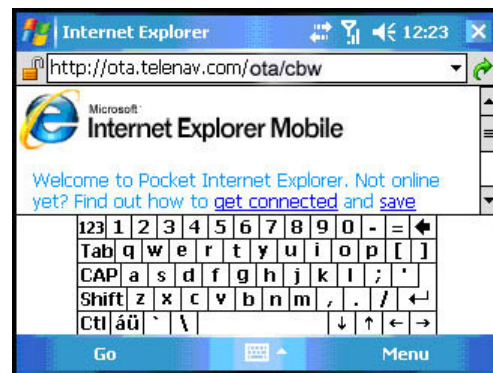 Internet Explorer 12:23
http://ota.telenav.com/ota/cbw
Microsoft
Internet Explorer Mobile
Welcome to Pocket Internet Explorer. Not online
yet? Find out how to get connected and save
123 1 2 3 4 5 6 7 8 9 0 - =
Tab q w e r t y u i o p [ ]
CAP a s d f g h j k l ; '
Shift z x c v b n m , . /
Ctl áü ` \ ↓ ↑ ← →
Go Menu